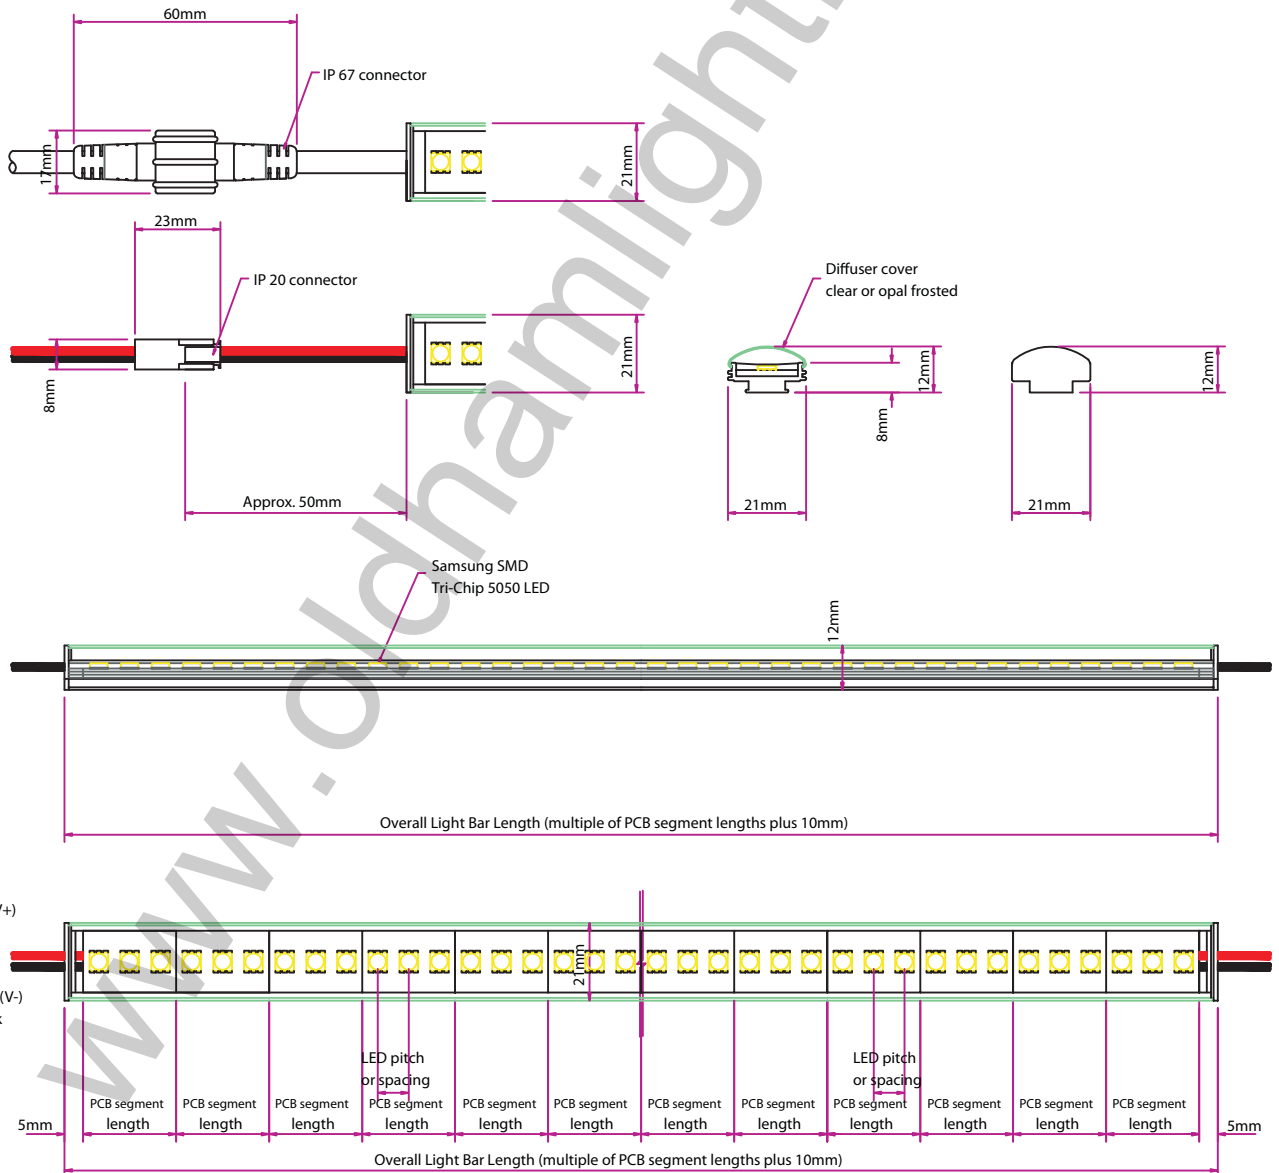 60mm
IP 67 connector
17mm
21mm
23mm
IP 20 connector
Diffuser cover
clear or opal frosted
8mm
21mm
12mm
8mm
12mm
Approx. 50mm
21mm
21mm
Samsung SMD
Tri-Chip 5050 LED
12mm
Overall Light Bar Length (multiple of PCB segment lengths plus 10mm)
V+)
21mm
(V-)
k
LED pitch
or spacing
LED pitch
or spacing
PCB segment
length
PCB segment
length
PCB segment
length
PCB segment
length
PCB segment
length
PCB segment
length
PCB segment
length
PCB segment
length
PCB segment
length
PCB segment
length
PCB segment
length
PCB segment
length
5mm
5mm
Overall Light Bar Length (multiple of PCB segment lengths plus 10mm)
www.oldhamlighti